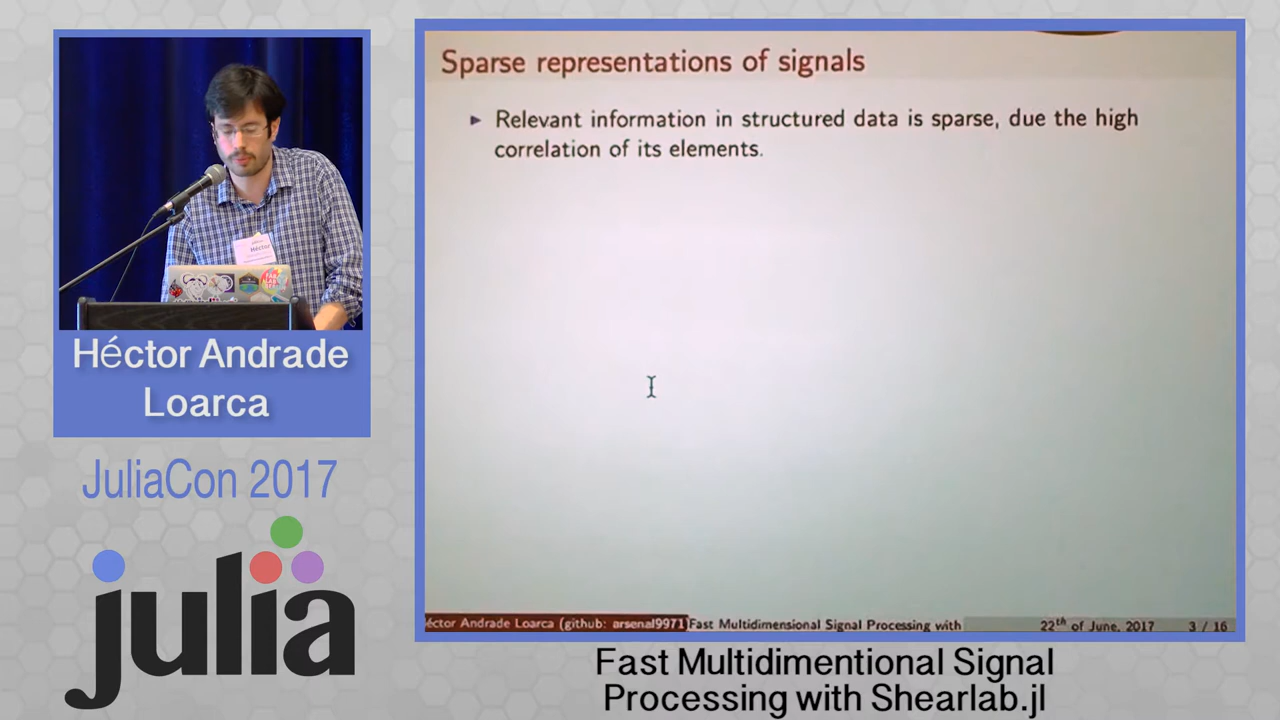 Sparse representations of signals
Relevant information in structured data is sparse, due the high
correlation of its elements.
éctor Andrade Loarca (github: arsenal9971) Fast Multidimensional Signal Processing with 22th of June, 2017 3 / 16
Héctor
Héctor Andrade
Loarca
JuliaCon 2017
julia
Fast Multidimentional Signal
Processing with Shearlab.jl